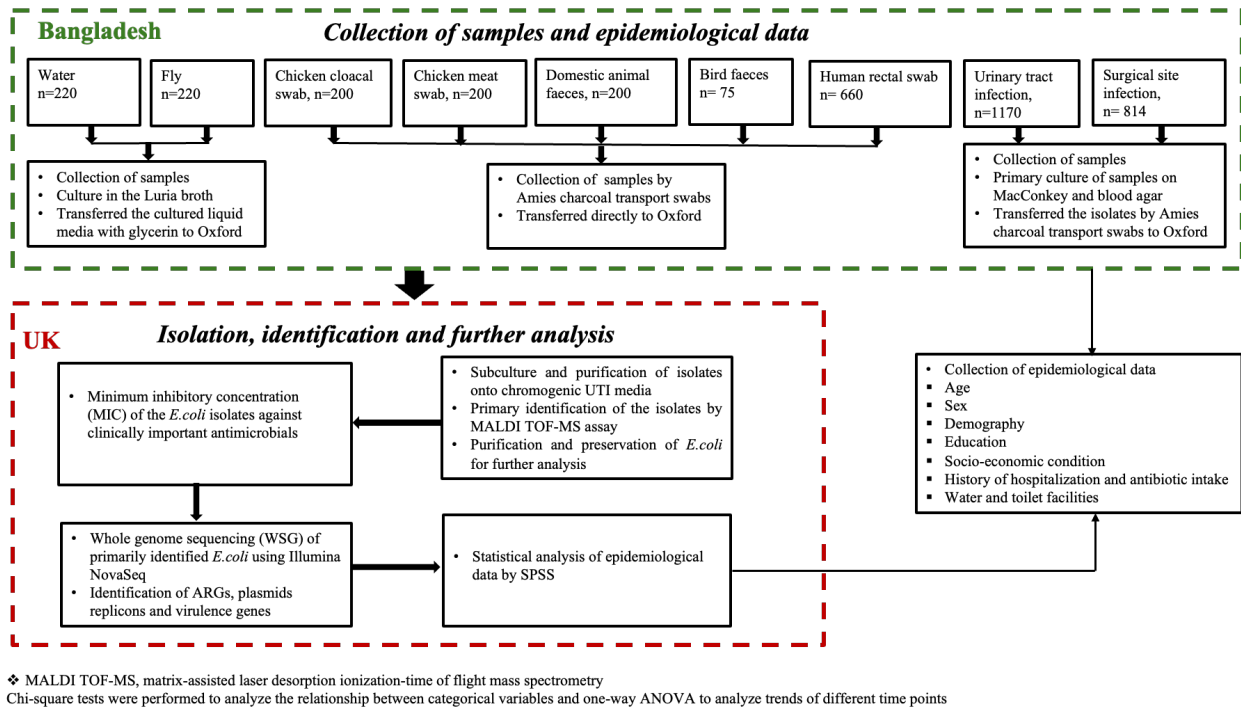 Bangladesh
Collection of samples and epidemiological data
Water
n=220
Fly
n=220
Chicken cloacal
swab, n=200
Chicken meat
swab, n=200
Domestic animal
faeces, n=200
Bird faeces
n= 75
Human rectal swab
n= 660
Urinary tract
infection,
n=1170
Surgical site
infection,
n= 814
• Collection of samples
• Culture in the Luria broth
• Transferred the cultured liquid
media with glycerin to Oxford
• Collection of samples by
Amies charcoal transport swabs
• Transferred directly to Oxford
• Collection of samples
• Primary culture of samples on
MacConkey and blood agar
• Transferred the isolates by Amies
charcoal transport swabs to Oxford
UK
Isolation, identification and further analysis
• Minimum inhibitory concentration
(MIC) of the E.coli isolates against
clinically important antimicrobials
• Subculture and purification of isolates
onto chromogenic UTI media
• Primary identification of the isolates by
MALDI TOF-MS assay
• Purification and preservation of E.coli
for further analysis
• Whole genome sequencing (WSG) of
primarily identified E.coli using Illumina
NovaSeq
• Identification of ARGs, plasmids
replicons and virulence genes
• Statistical analysis of epidemiological
data by SPSS
• Collection of epidemiological data
▪ Age
▪ Sex
▪ Demography
▪ Education
▪ Socio-economic condition
▪ History of hospitalization and antibiotic intake
▪ Water and toilet facilities
❖ MALDI TOF-MS, matrix-assisted laser desorption ionization-time of flight mass spectrometry
Chi-square tests were performed to analyze the relationship between categorical variables and one-way ANOVA to analyze trends of different time points